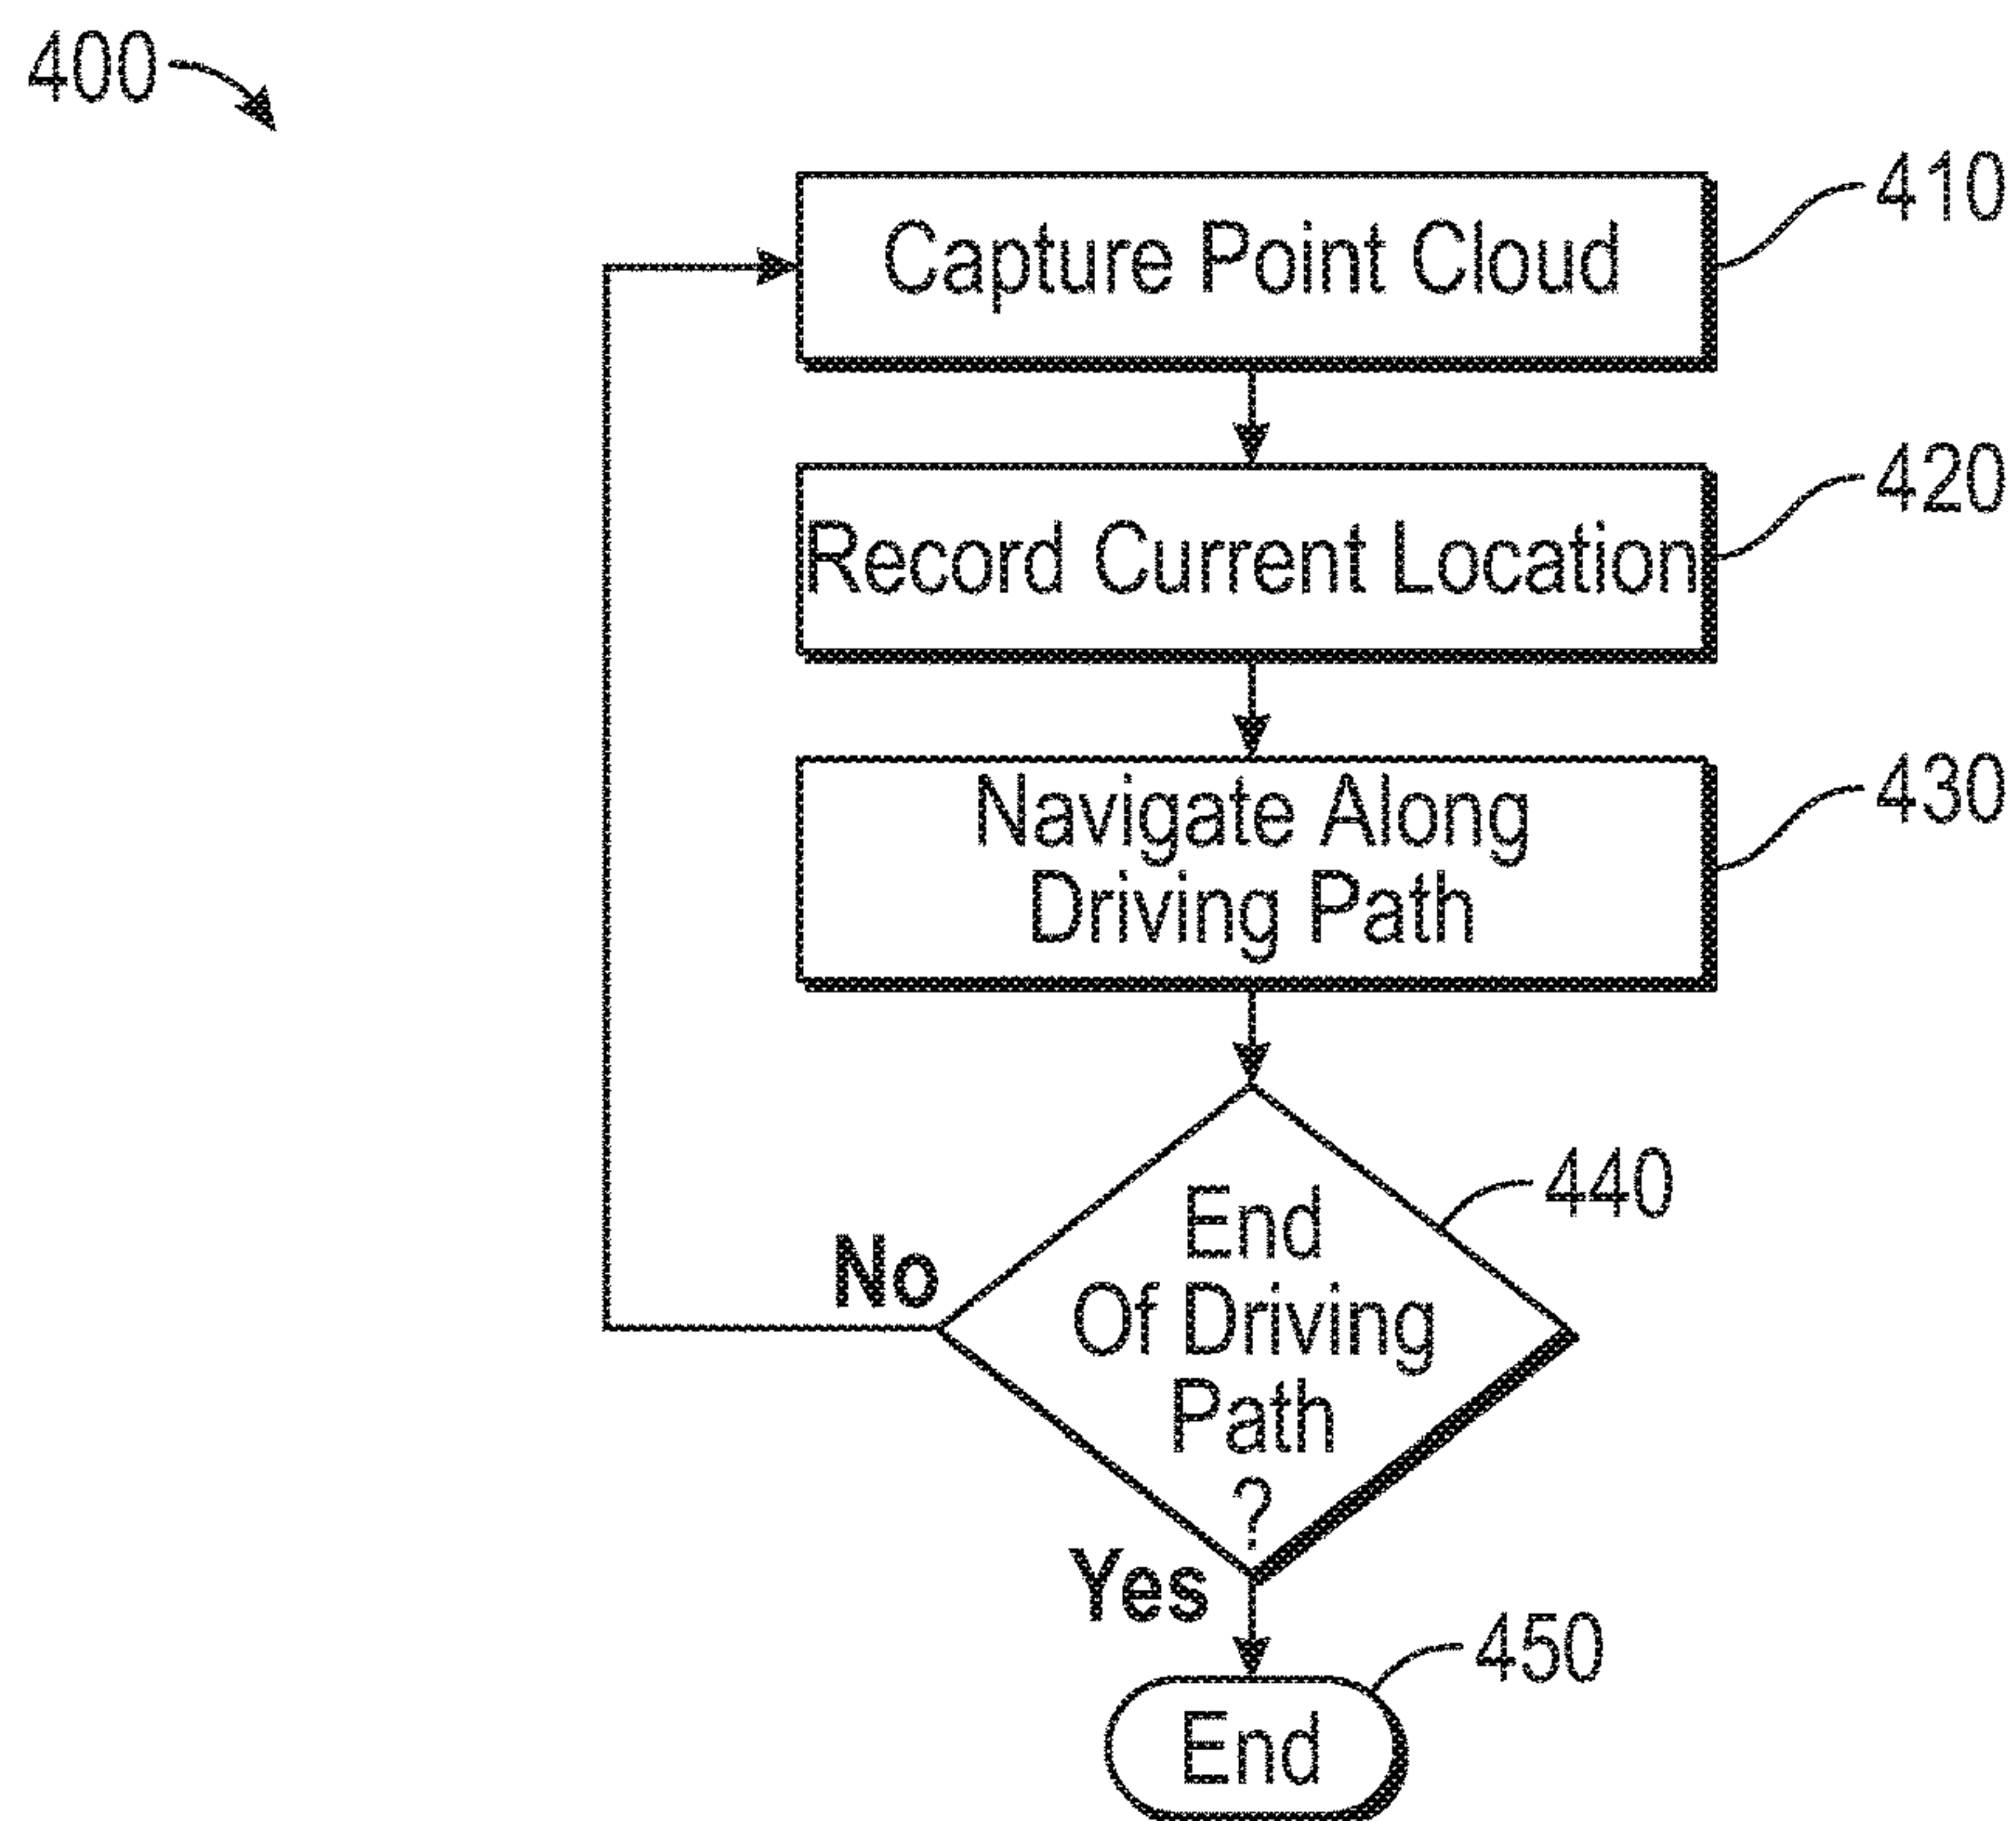 400
Capture Point Cloud
410
Record Current Location
420
Navigate Along
Driving Path
430
End
Of Driving
Path
?
440
No
Yes
End
450